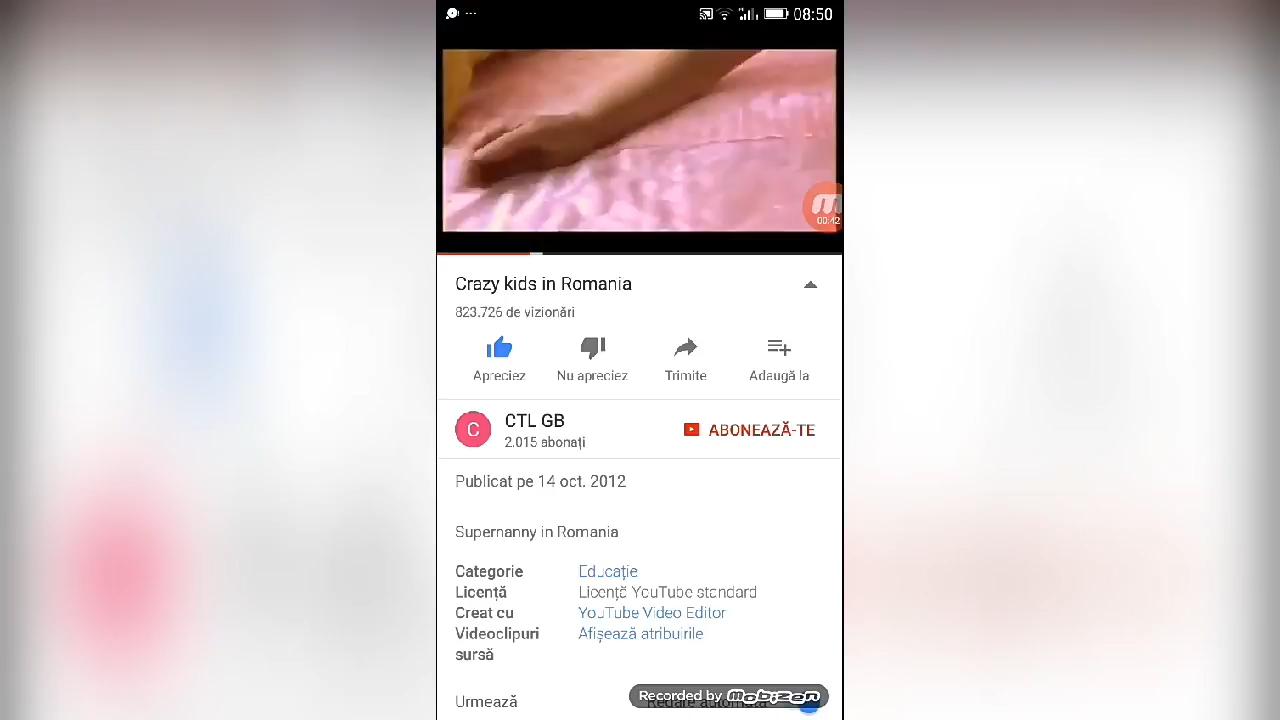 08:50
00:42
Crazy kids in Romania
823.726 de vizionări
Apreciez Nu apreciez Trimite Adaugă la
C CTL GB ABONEAZĂ-TE
2.015 abonați
Publicat pe 14 oct. 2012
Supernanny in Romania
Categorie Educație
Licență Licență YouTube standard
Creat cu YouTube Video Editor
Videoclipuri Afișează atribuirile
sursă
Urmează
Recorded by Mobizen